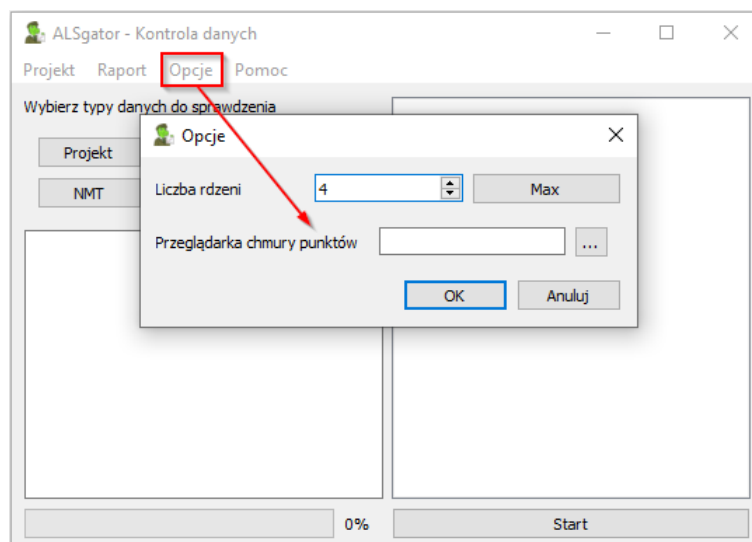 ALSgator - Kontrola danych
Projekt Raport Opcje Pomoc
Wybierz typy danych do sprawdzenia
Projekt
NMT
Opcje
Liczba rdzeni 4 Max
Przeglądarka chmury punktów ...
OK Anuluj
0% Start